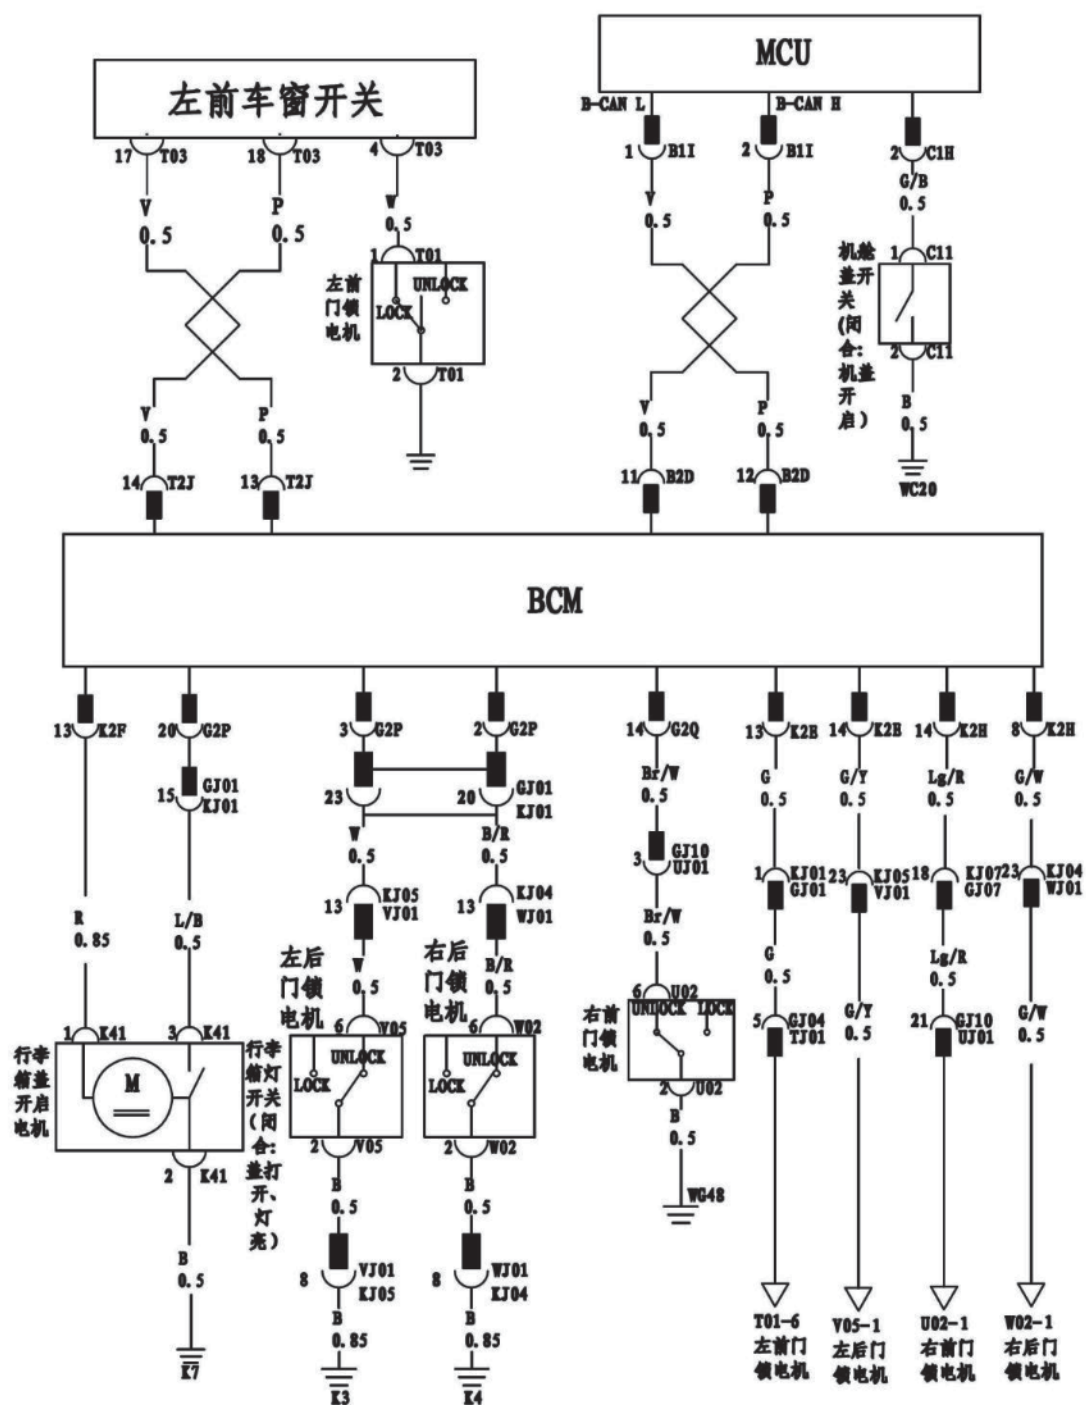 MCU
左前车窗开关
B-CAN L
B-CAN H
17 T03
18 T03
4 T03
1 B1I
2 B1I
2 C1H
V
0.5
P
0.5
W
0.5
V
0.5
P
0.5
G/B
0.5
1 T01
左前
门锁
电机
LOCK
UNLOCK
2 T01
机舱
盖开
关
(闭
合:
机盖
开
启)
1 C11
2 C11
B
0.5
WC20
V
0.5
P
0.5
V
0.5
P
0.5
14 T2J
13 T2J
11 B2D
12 B2D
BCM
13 K2F
20 G2P
3 G2P
2 G2P
14 G2Q
13 K2E
14 K2E
14 K2H
8 K2H
15 GJ01
KJ01
23
20 GJ01
KJ01
Br/W
0.5
G
0.5
G/Y
0.5
Lg/R
0.5
G/W
0.5
W
0.5
B/R
0.5
3 GJ10
UJ01
1 KJ01
GJ01
23 KJ05
VJ01
18 KJ07
GJ07
23 KJ04
WJ01
13 KJ05
VJ01
13 KJ04
WJ01
R
0.85
L/B
0.5
Br/W
0.5
左后
门锁
电机
W
0.5
右后
门锁
电机
B/R
0.5
G
0.5
Lg/R
0.5
G/Y
0.5
G/W
0.5
1 K41
3 K41
6 V05
6 W02
6 U02
5 GJ04
TJ01
21 GJ10
UJ01
行李
箱盖
开启
电机
M
行李
箱灯
开关
(闭
合:
盖打
开、
灯
亮)
LOCK
UNLOCK
LOCK
UNLOCK
右前
门锁
电机
UNLOCK
LOCK
2 U02
2 K41
2 V05
2 W02
B
0.5
B
0.5
B
0.5
WG48
B
0.5
8 VJ01
KJ05
8 WJ01
KJ04
B
0.85
B
0.85
K7
K3
K4
T01-6
左前门
锁电机
V05-1
左后门
锁电机
U02-1
右前门
锁电机
W02-1
右后门
锁电机